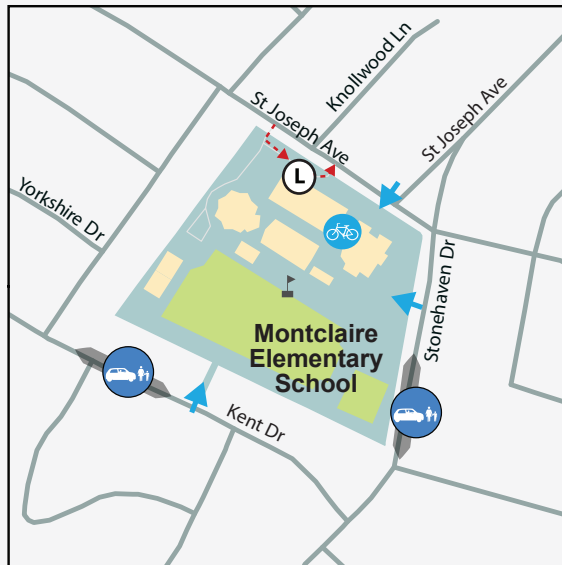 Knollwood Ln
St Joseph Ave
St Joseph Ave
L
Yorkshire Dr
Stonehaven Dr
Montclaire
Elementary
School
Kent Dr